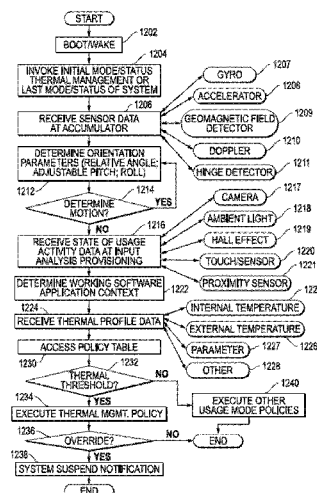 START
1202
BOOT/WAKE
1204
INVOKE INITIAL MODE/STATUS
THERMAL MANAGEMENT OR
LAST MODE/STATUS OF SYSTEM
1206
RECEIVE SENSOR DATA
AT ACCUMULATOR
GYRO
1207
ACCELERATOR
1208
GEOMAGNETIC FIELD
DETECTOR
1209
DOPPLER
1210
HINGE DETECTOR
1211
DETERMINE ORIENTATION
PARAMETERS (RELATIVE ANGLE;
ADJUSTABLE PITCH; ROLL)
1212
1214
DETERMINE
MOTION?
YES
NO
1216
RECEIVE STATE OF USAGE
ACTIVITY DATA AT INPUT
ANALYSIS PROVISIONING
CAMERA
1217
AMBIENT LIGHT
1218
HALL EFFECT
1219
TOUCH/SENSOR
1220
PROXIMITY SENSOR
1221
DETERMINE WORKING SOFTWARE
APPLICATION CONTEXT
1222
1224
RECEIVE THERMAL PROFILE DATA
INTERNAL TEMPERATURE
EXTERNAL TEMPERATURE
1226
PARAMETER
1227
OTHER
1228
ACCESS POLICY TABLE
1230
1232
THERMAL
THRESHOLD?
NO
YES
1240
EXECUTE OTHER
USAGE MODE POLICIES
1234
EXECUTE THERMAL MGMT. POLICY
1236
OVERRIDE?
NO
END
YES
1238
SYSTEM SUSPEND NOTIFICATION
END